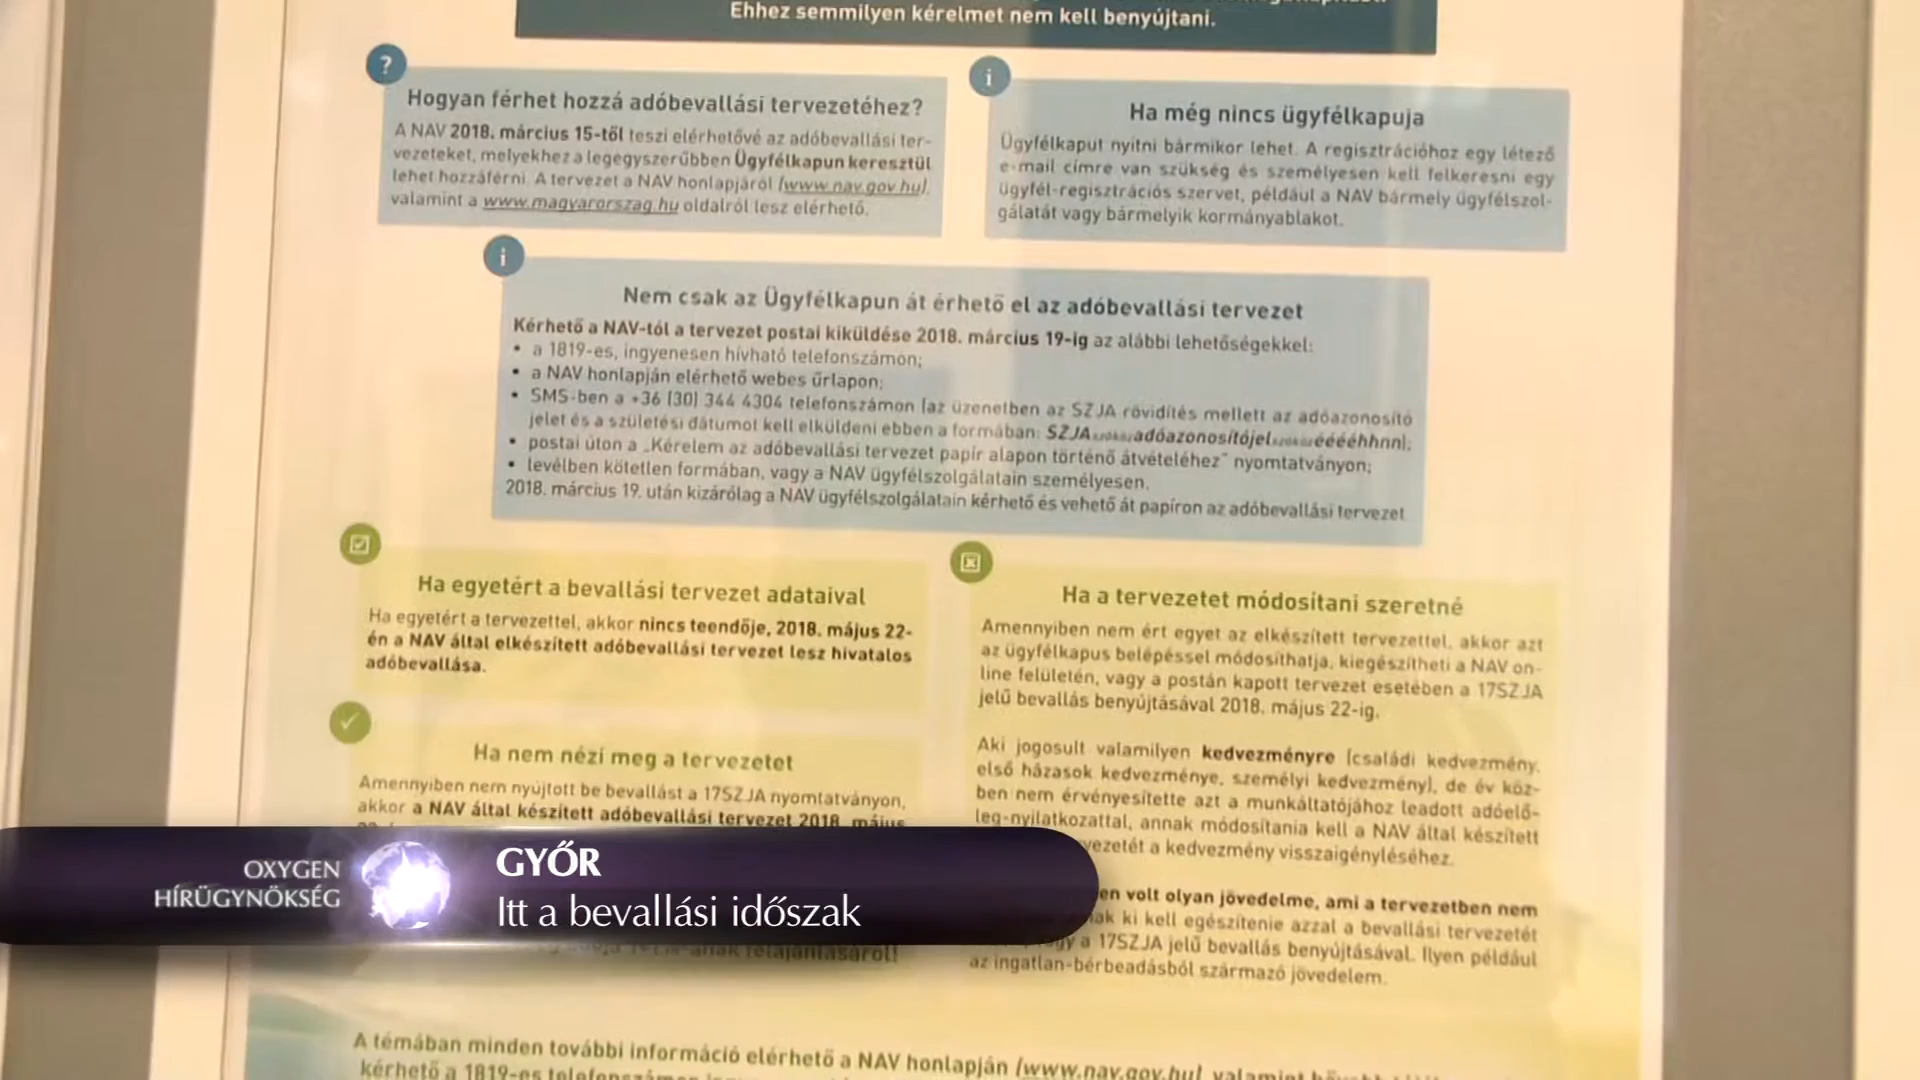 Ehhez semmilyen kérelmet nem kell benyújtani.
?
Hogyan férhet hozzá adóbevallási tervezetéhez?
A NAV 2018. március 15-től teszi elérhetővé az adóbevallási ter-
vezeteket, melyekhez a legegyszerűbben Ügyfélkapun keresztül
lehet hozzáférni. A tervezet a NAV honlapjáról (www.nav.gov.hu),
valamint a www.magyarorszag.hu oldalról lesz elérhető.
i
Ha még nincs ügyfélkapuja
Ügyfélkaput nyitni bármikor lehet. A regisztrációhoz egy létező
e-mail címre van szükség és személyesen kell felkeresni egy
ügyfél-regisztrációs szervet, például a NAV bármely ügyfélszol-
gálatát vagy bármelyik kormányablakot.
i
Nem csak az Ügyfélkapun át érhető el az adóbevallási tervezet
Kérhető a NAV-tól a tervezet postai kiküldése 2018. március 19-ig az alábbi lehetőségekkel:
• a 1819-es, ingyenesen hívható telefonszámon;
• a NAV honlapján elérhető webes űrlapon;
• SMS-ben a +36 (30) 344 4304 telefonszámon (az üzenetben az SZJA rövidítés mellett az adóazonosító
jelet és a születési dátumot kell elküldeni ebben a formában: SZJAszóközadóazonosítójelszóközééééhhnn);
• postai úton a „Kérelem az adóbevallási tervezet papír alapon történő átvételéhez" nyomtatványon;
• levélben kötetlen formában, vagy a NAV ügyfélszolgálatain személyesen.
2018. március 19. után kizárólag a NAV ügyfélszolgálatain kérhető és vehető át papíron az adóbevallási tervezet
Ha egyetért a bevallási tervezet adataival
Ha egyetért a tervezettel, akkor nincs teendője, 2018. május 22-
én a NAV által elkészített adóbevallási tervezet lesz hivatalos
adóbevallása.
Ha nem nézi meg a tervezetet
Amennyiben nem nyújtott be bevallást a 17SZJA nyomtatványon,
akkor a NAV által készített adóbevallási tervezet 2018. május
felajánlásáról!
Ha a tervezetet módosítani szeretné
Amennyiben nem ért egyet az elkészített tervezettel, akkor azt
az ügyfélkapus belépéssel módosíthatja, kiegészítheti a NAV on-
line felületén, vagy a postán kapott tervezet esetében a 17SZJA
jelű bevallás benyújtásával 2018. május 22-ig.
Aki jogosult valamilyen kedvezményre (családi kedvezmény,
első házasok kedvezménye, személyi kedvezmény), de év köz-
ben nem érvényesítette azt a munkáltatójához leadott adóelő-
leg-nyilatkozattal, annak módosítania kell a NAV által készített
vezetét a kedvezmény visszaigényléséhez.
en volt olyan jövedelme, ami a tervezetben nem
ki kell egészítenie azzal a bevallási tervezetét
a 17SZJA jelű bevallás benyújtásával. Ilyen például
az ingatlan-bérbeadásból származó jövedelem.
A témában minden további információ elérhető a NAV honlapján (www.nav.gov.hu), valamint
kérhető a 1819-es
OXYGEN
HÍRÜGYNÖKSÉG
GYŐR
Itt a bevallási időszak